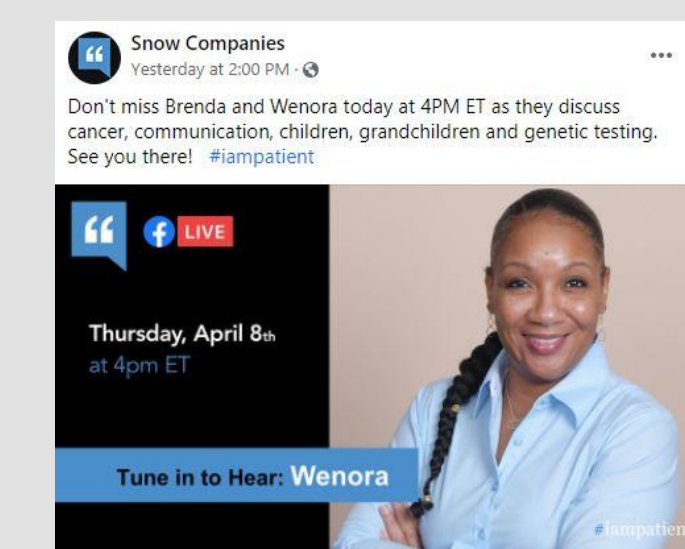 Snow Companies
Yesterday at 2:00 PM ·
Don't miss Brenda and Wenora today at 4PM ET as they discuss
cancer, communication, children, grandchildren and genetic testing.
See you there! #iampatient
LIVE
Thursday, April 8th
at 4pm ET
Tune in to Hear: Wenora
#iampatien